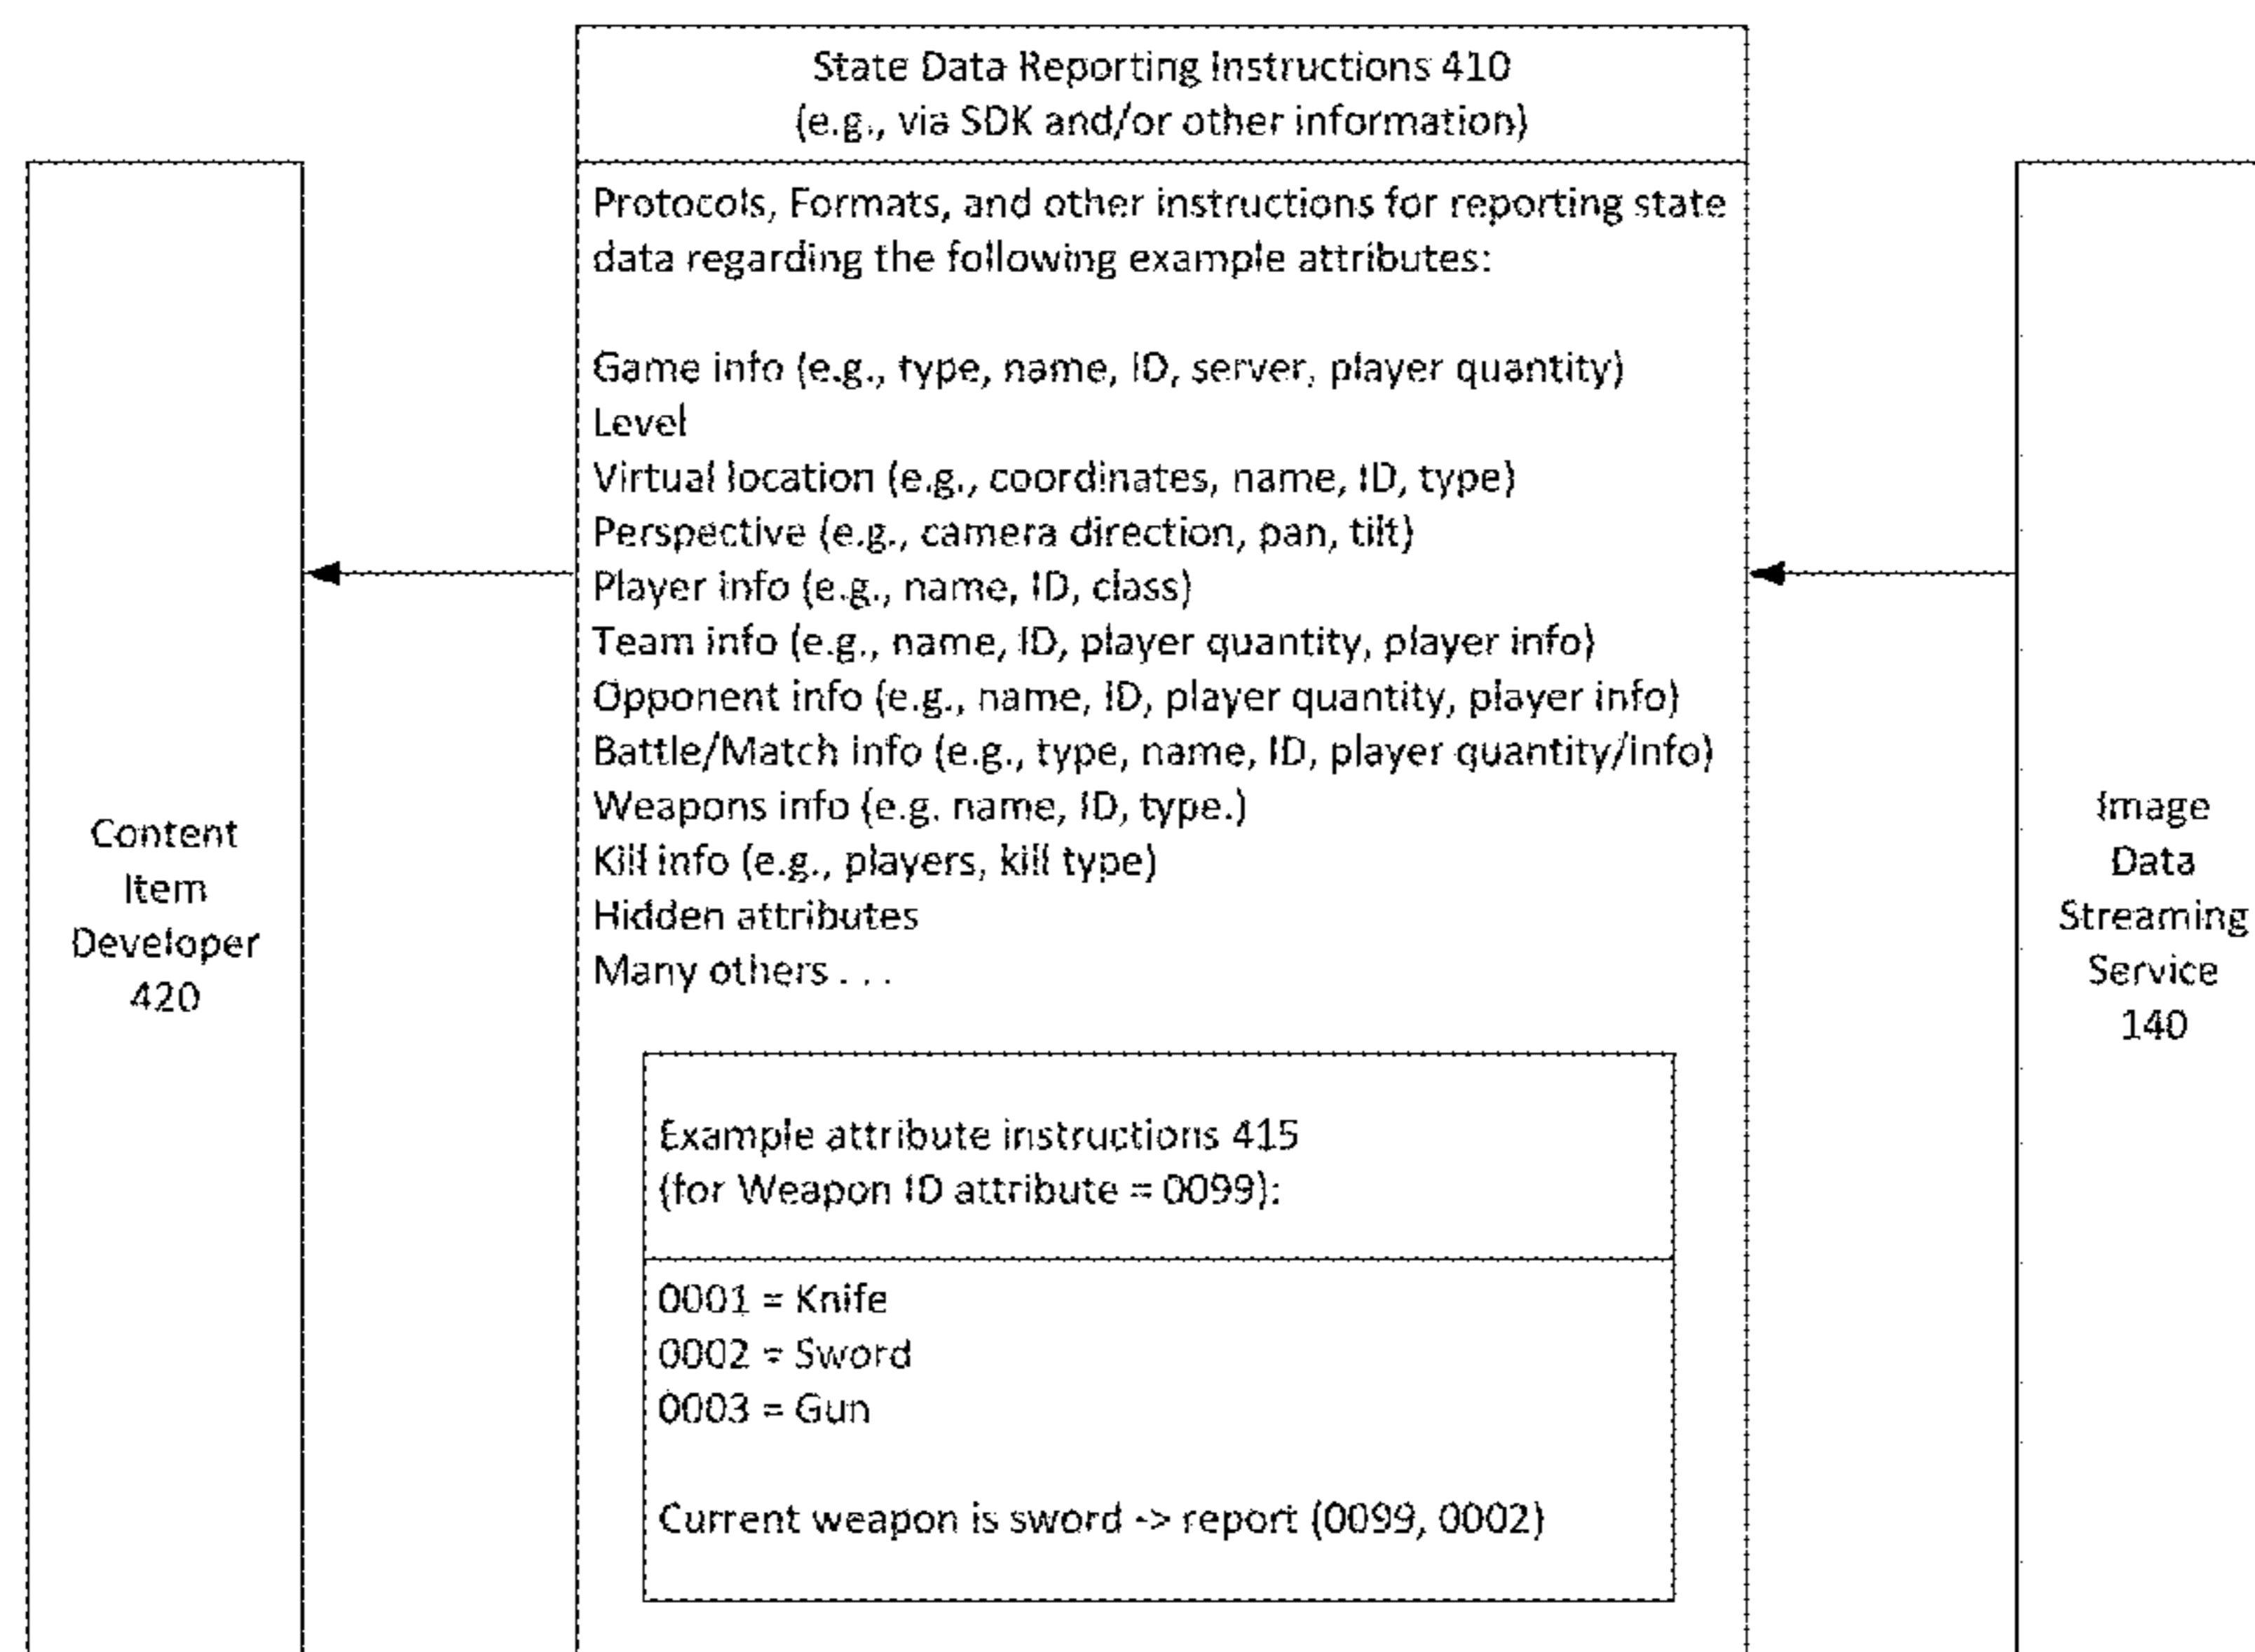 State Data Reporting Instructions 410
(e.g., via SDK and/or other information)
Protocols, Formats, and other instructions for reporting state
data regarding the following example attributes:
Game info (e.g., type, name, ID, server, player quantity)
Level
Virtual location (e.g., coordinates, name, ID, type)
Perspective (e.g., camera direction, pan, tilt)
Player info (e.g., name, ID, class)
Team info (e.g., name, ID, player quantity, player info)
Opponent info (e.g., name, ID, player quantity, player info)
Battle/Match info (e.g., type, name, ID, player quantity/info)
Weapons info (e.g. name, ID, type.)
Kill info (e.g., players, kill type)
Hidden attributes
Many others . . .
Example attribute instructions 415
(for Weapon ID attribute = 0099):
0001 = Knife
0002 = Sword
0003 = Gun
Current weapon is sword -> report (0099, 0002)
Content
Item
Developer
420
Image
Data
Streaming
Service
140